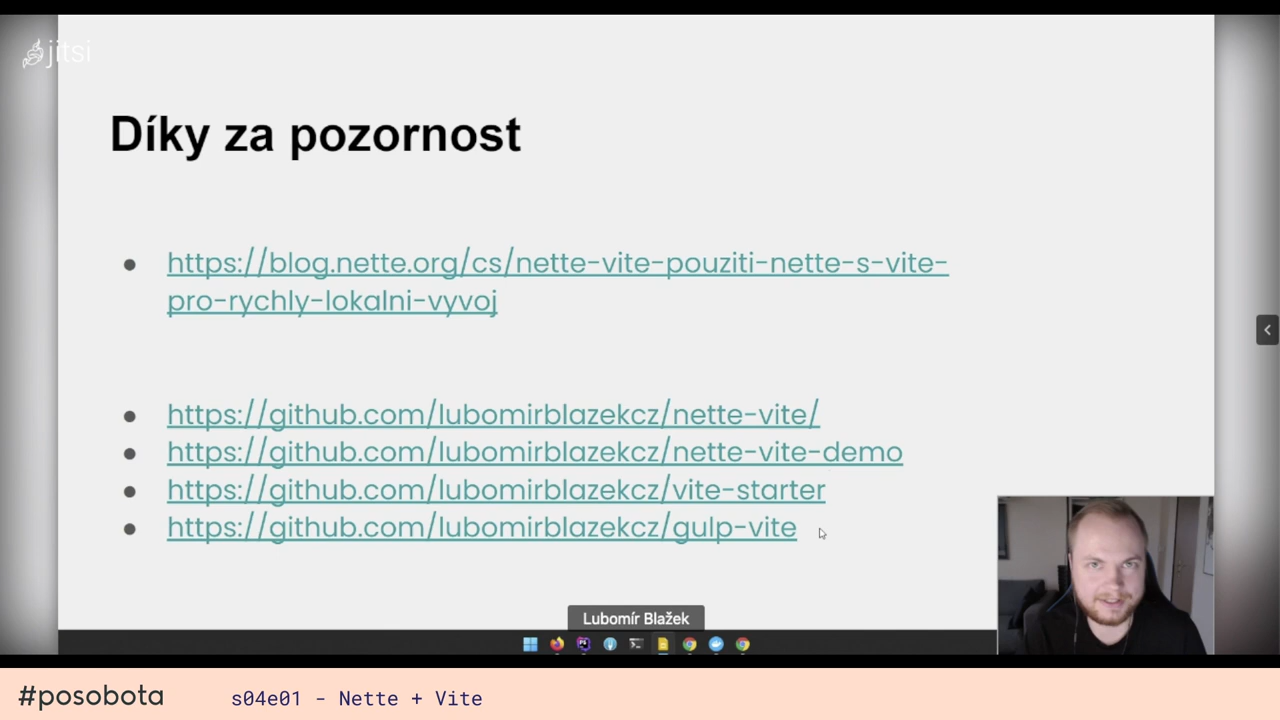 jitsi
Díky za pozornost
https://blog.nette.org/cs/nette-vite-pouziti-nette-s-vite-
pro-rychly-lokalni-vyvoj
https://github.com/lubomirblazekcz/nette-vite/
https://github.com/lubomirblazekcz/nette-vite-demo
https://github.com/lubomirblazekcz/vite-starter
https://github.com/lubomirblazekcz/gulp-vite
Lubomír Blažek
#posobota
s04e01 - Nette + Vite